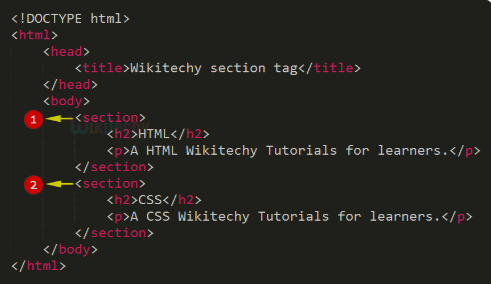 <!DOCTYPE html>
<html>
<head>
<title>Wikitechy section tag</title>
</head>
<body>
1 <section>
<h2>HTML</h2>
<p>A HTML Wikitechy Tutorials for learners.</p>
</section>
2 <section>
<h2>CSS</h2>
<p>A CSS Wikitechy Tutorials for learners.</p>
</section>
</body>
</html>